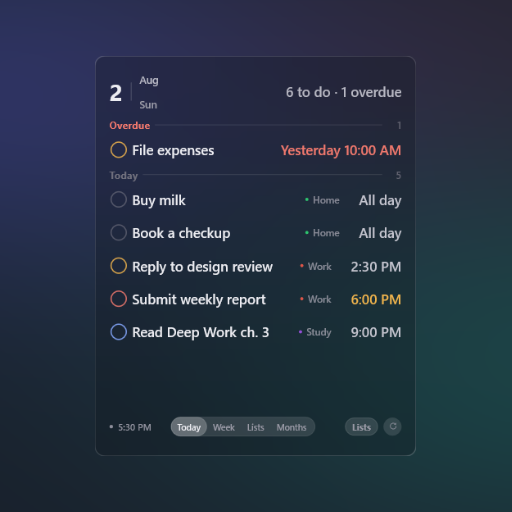 2 Aug
Sun
6 to do · 1 overdue
Overdue 1
File expenses Yesterday 10:00 AM
Today 5
Buy milk • Home All day
Book a checkup • Home All day
Reply to design review • Work 2:30 PM
Submit weekly report • Work 6:00 PM
Read Deep Work ch. 3 • Study 9:00 PM
• 5:30 PM Today Week Lists Months Lists